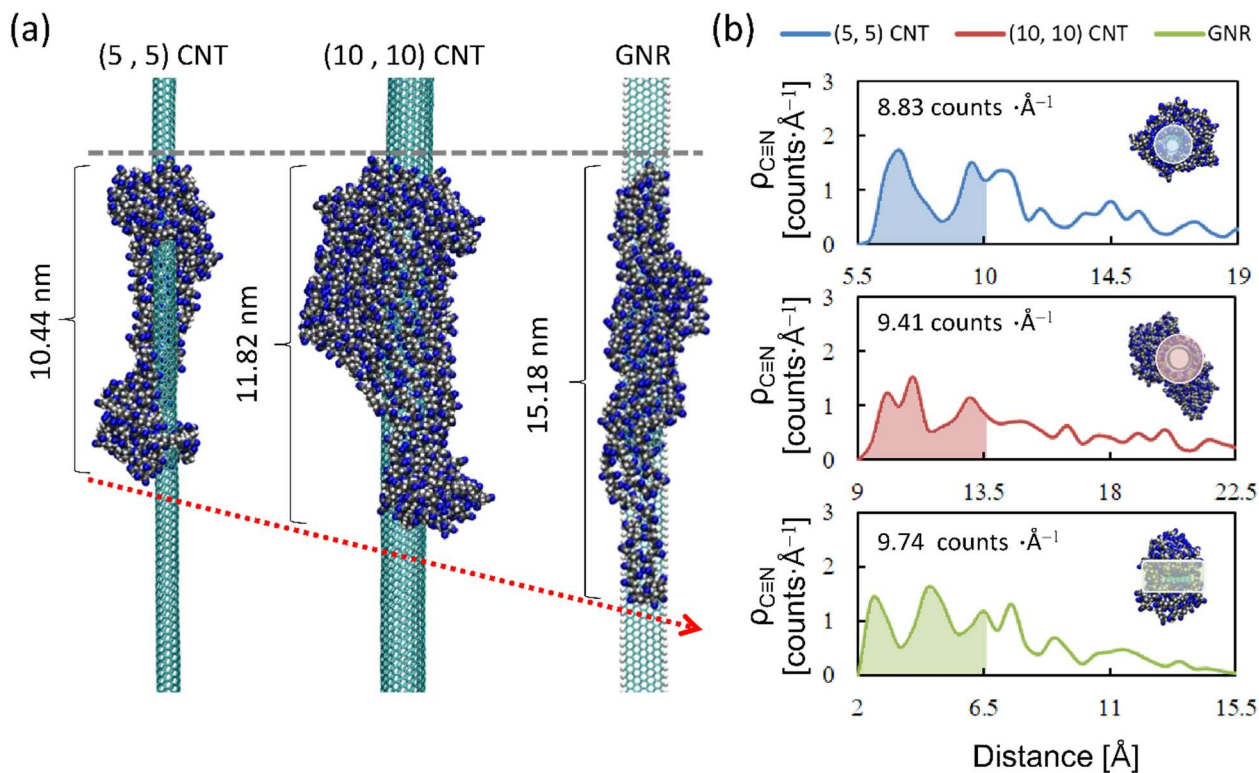 (a)
(5 , 5) CNT
(10 , 10) CNT
GNR
10.44 nm
11.82 nm
15.18 nm
(b)
(5, 5) CNT
(10, 10) CNT
GNR
ρC≡N
[counts·Å⁻¹]
3
2
1
0
8.83 counts ·Å⁻¹
5.5 10 14.5 19
ρC≡N
[counts·Å⁻¹]
3
2
1
0
9.41 counts ·Å⁻¹
9 13.5 18 22.5
ρC≡N
[counts·Å⁻¹]
3
2
1
0
9.74 counts ·Å⁻¹
2 6.5 11 15.5
Distance [Å]